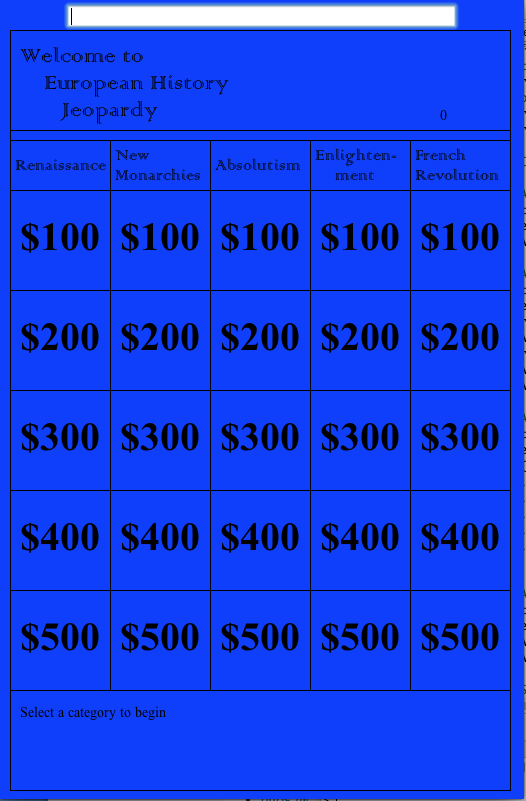 Welcome to
European History
Jeopardy
0
Renaissance
New
Monarchies
Absolutism
Enlighten-
ment
French
Revolution
$100 $100 $100 $100 $100
$200 $200 $200 $200 $200
$300 $300 $300 $300 $300
$400 $400 $400 $400 $400
$500 $500 $500 $500 $500
Select a category to begin